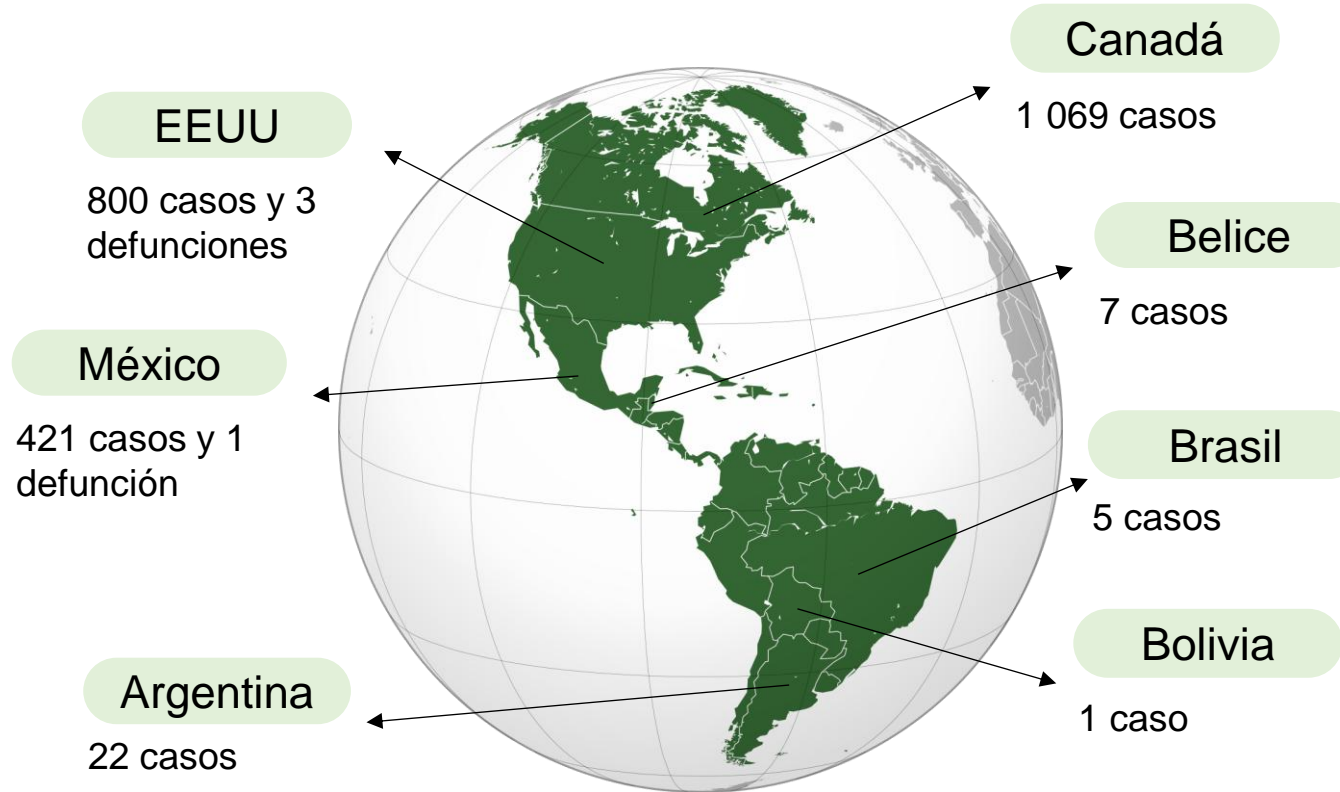 Canadá
1 069 casos
EEUU
800 casos y 3
defunciones
Belice
7 casos
México
421 casos y 1
defunción
Brasil
5 casos
Bolivia
1 caso
Argentina
22 casos